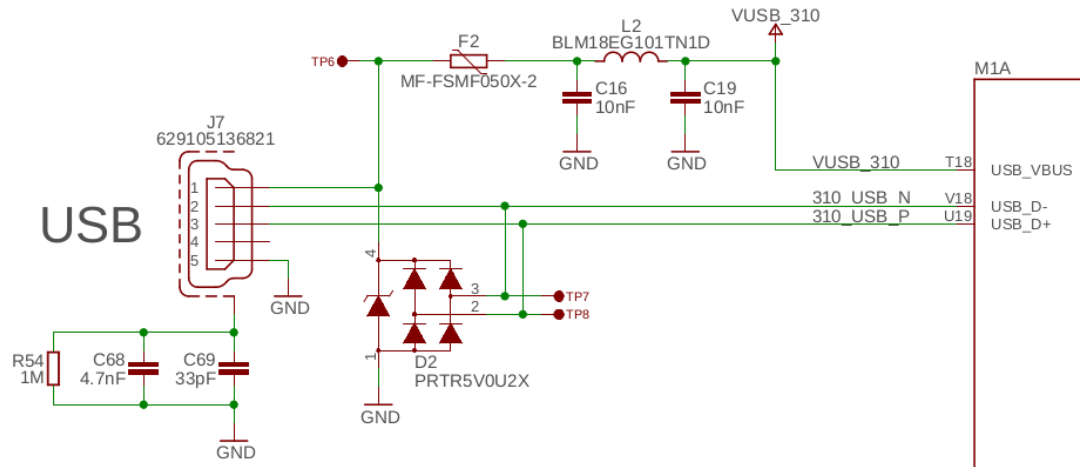 VUSB_310
L2
BLM18EG101TN1D
F2
TP6
MF-FSMF050X-2
C16
10nF
C19
10nF
M1A
GND
GND
J7
629105136821
VUSB_310
T18
USB_VBUS
1
310_USB_N
V18
USB_D-
2
310_USB_P
U19
USB_D+
3
USB
4
5
4
GND
3
TP7
2
TP8
1
D2
PRTR5V0U2X
R54
1M
C68
4.7nF
C69
33pF
GND
GND